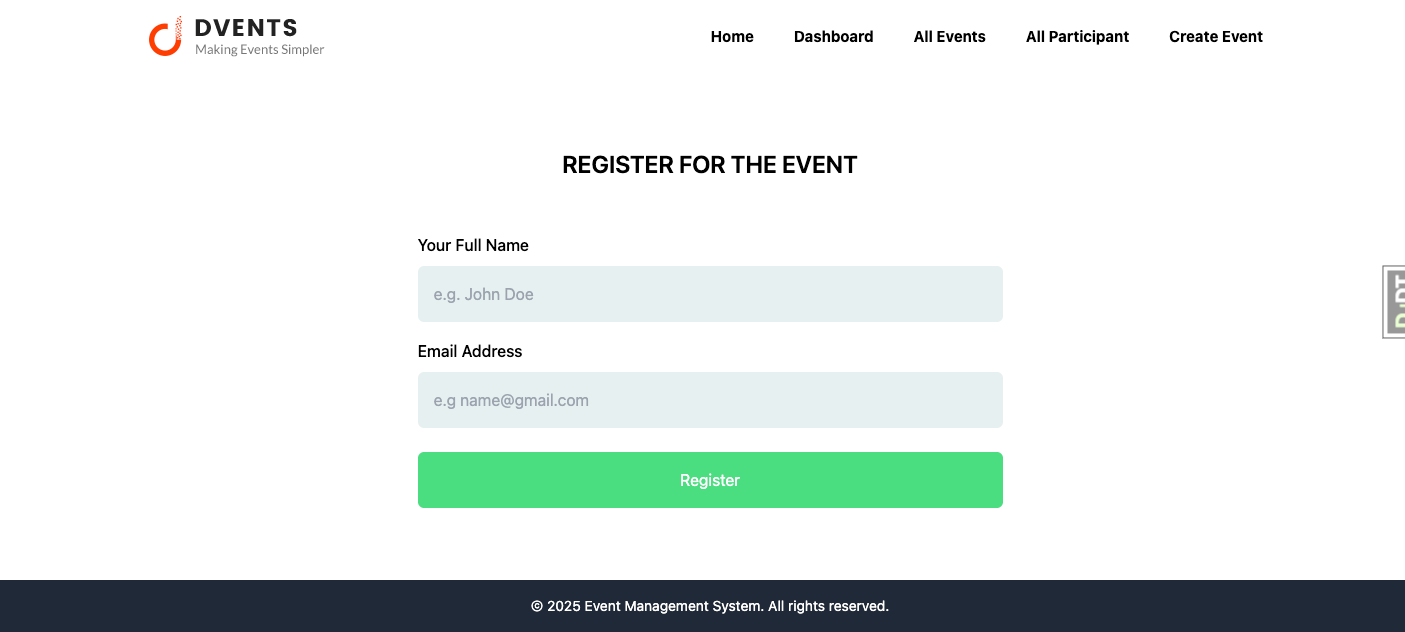 DVENTS
Making Events Simpler
Home
Dashboard
All Events
All Participant
Create Event
REGISTER FOR THE EVENT
Your Full Name
e.g. John Doe
Email Address
e.g name@gmail.com
Register
© 2025 Event Management System. All rights reserved.